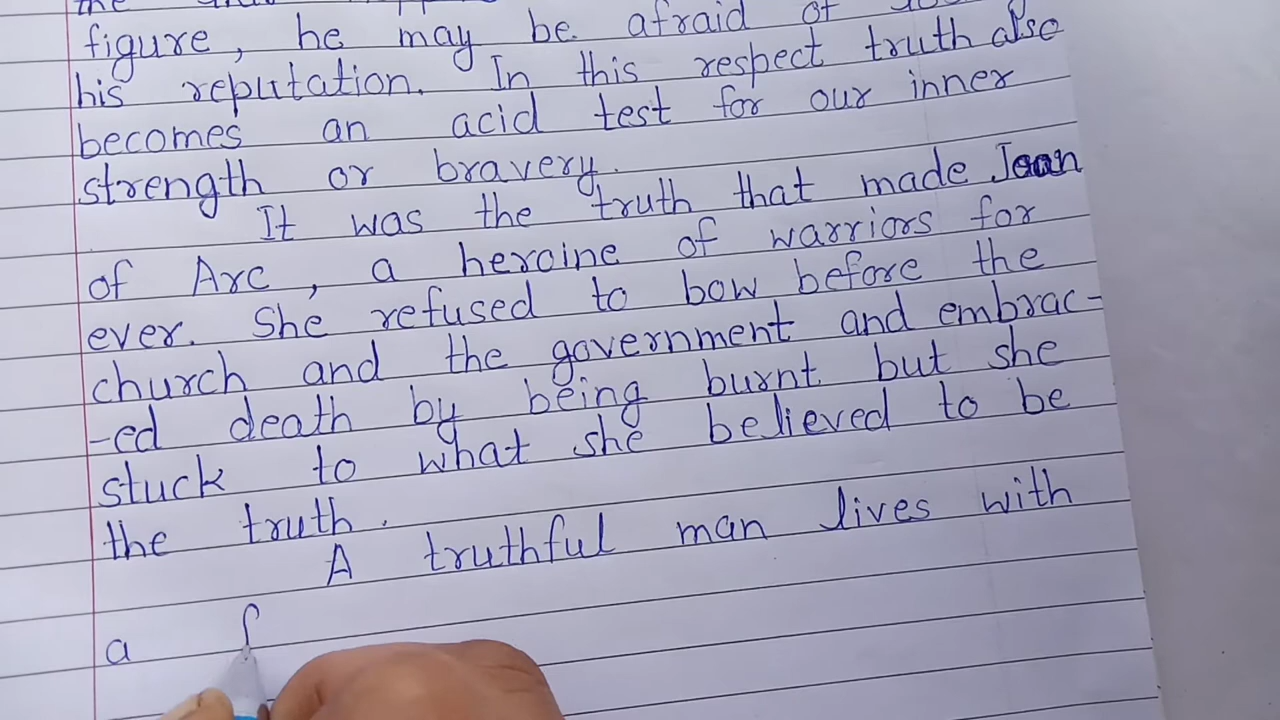 the
figure, he may be afraid of
his reputation. In this respect truth also
becomes an acid test for our inner
strength or bravery.
It was the truth that made Joan
of Arc, a heroine of warriors for
ever. She refused to bow before the
church and the government and embrac-
-ed death by being burnt but she
stuck to what she believed to be
the truth.
A truthful man lives with
a